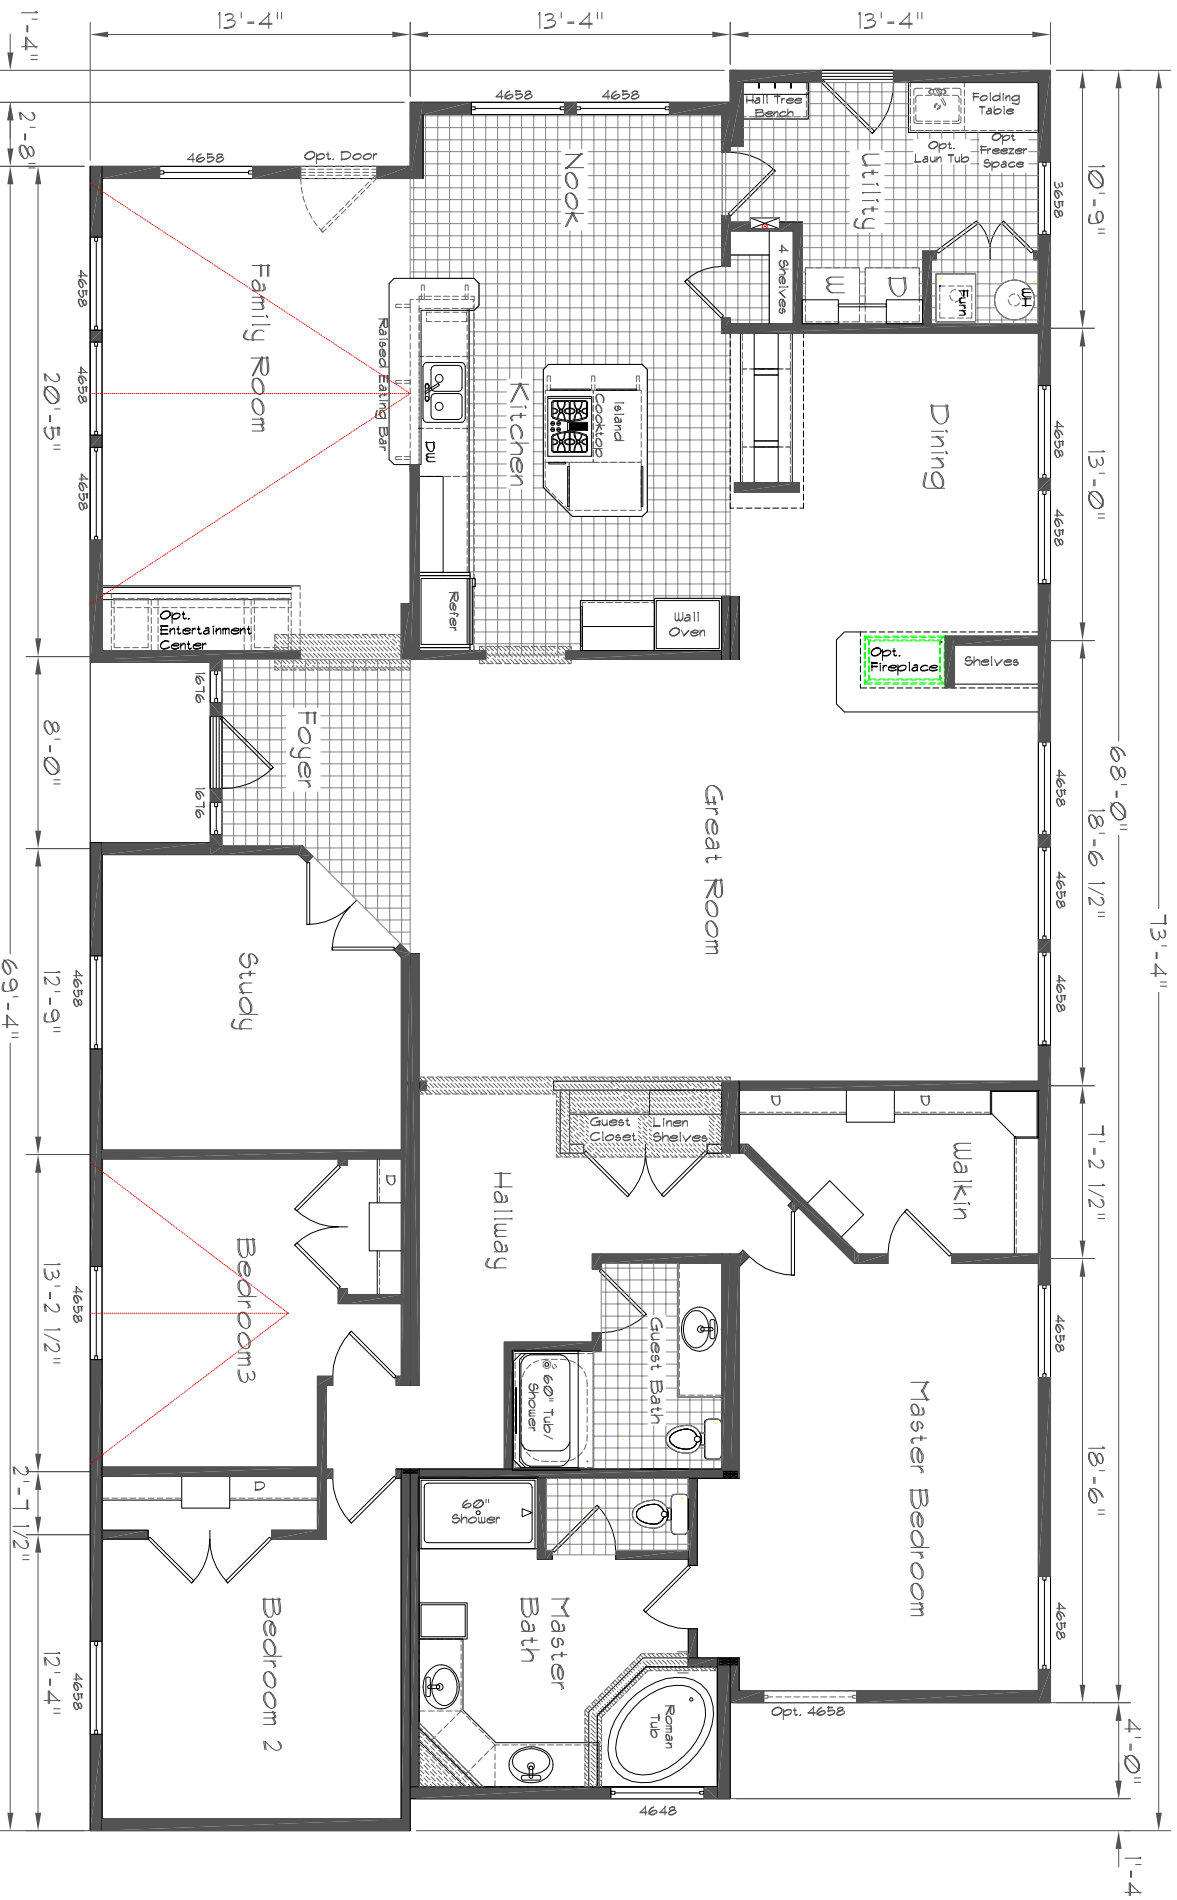 13'-4"
13'-4"
13'-4"
1'-4"
2'-8"
4658
4658
Hall Tree
Bench
Folding
Table
Opt.
Laun Tub
Opt
Freezer
Space
4658
Opt. Door
Nook
Utility
3658
10'-9"
4 Shelves
W
D
Furn
WH
Family Room
4658
4658
4658
20'-5"
Raised Eating Bar
DW
Kitchen
Island
Cooktop
Dining
4658
4658
13'-0"
Refer
Wall
Oven
Opt.
Entertainment
Center
Opt.
Fireplace
Shelves
1676
1676
8'-0"
Foyer
Great Room
4658
4658
4658
18'-6 1/2"
68'-0"
73'-4"
69'-4"
Study
4658
12'-9"
Guest
Closet
Linen
Shelves
D
D
Walkin
7'-2 1/2"
Hallway
D
Bedroom3
4658
13'-2 1/2"
Guest Bath
60" Tub/
Shower
4658
Master Bedroom
18'-6"
2'-7 1/2"
D
60"
Shower
Bedroom 2
4658
12'-4"
Master
Bath
Roman
Tub
4658
Opt. 4658
4648
4'-0"
1'-4